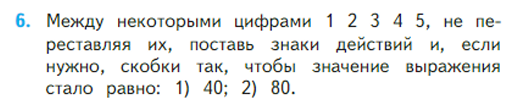 6. Между некоторыми цифрами 1 2 3 4 5, не пе-
реставляя их, поставь знаки действий и, если
нужно, скобки так, чтобы значение выражения
стало равно: 1) 40; 2) 80.